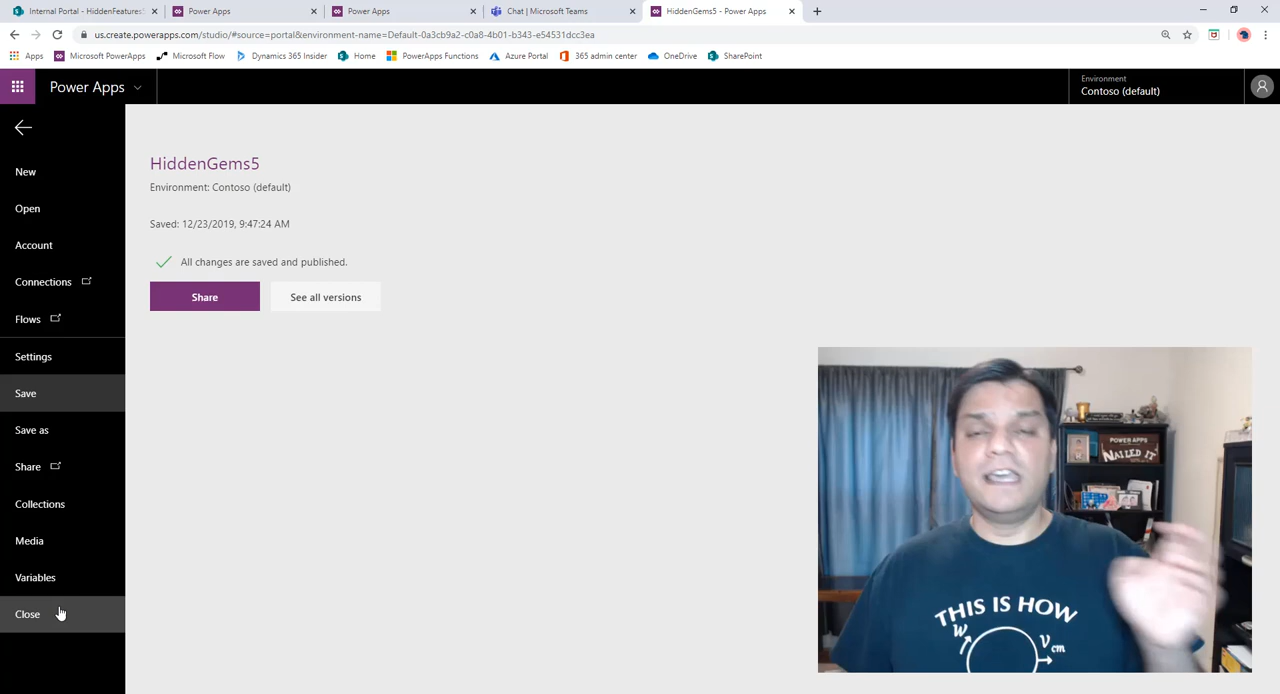 Internal Portal - HiddenFeatures
Power Apps
Power Apps
Chat | Microsoft Teams
HiddenGems5 - Power Apps
us.create.powerapps.com/studio/#source=portal&environment-name=Default-0a3cb9a2-c0a8-4b01-b343-e54531dcc3ea
Apps
Microsoft PowerApps
Microsoft Flow
Dynamics 365 Insider
Home
PowerApps Functions
Azure Portal
365 admin center
OneDrive
SharePoint
Power Apps
Environment
Contoso (default)
New
Open
Account
Connections
Flows
Settings
Save
Save as
Share
Collections
Media
Variables
Close
HiddenGems5
Environment: Contoso (default)
Saved: 12/23/2019, 9:47:24 AM
All changes are saved and published.
Share
See all versions
POWER APPS
NAILED IT
THIS IS HOW
W
Vcm